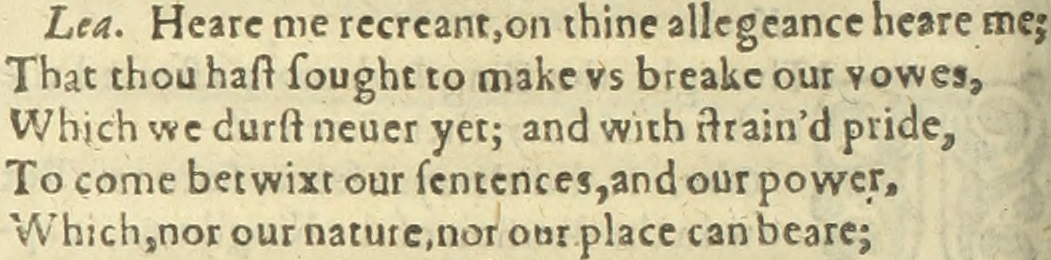 Lea. Heare me recreant, on thine allegeance heare me;
That thou haſt ſought to make vs breake our vowes,
Which we durſt neuer yet; and with ſtrain'd pride,
To come betwixt our ſentences, and our power,
Which, nor our nature, nor our place can beare;